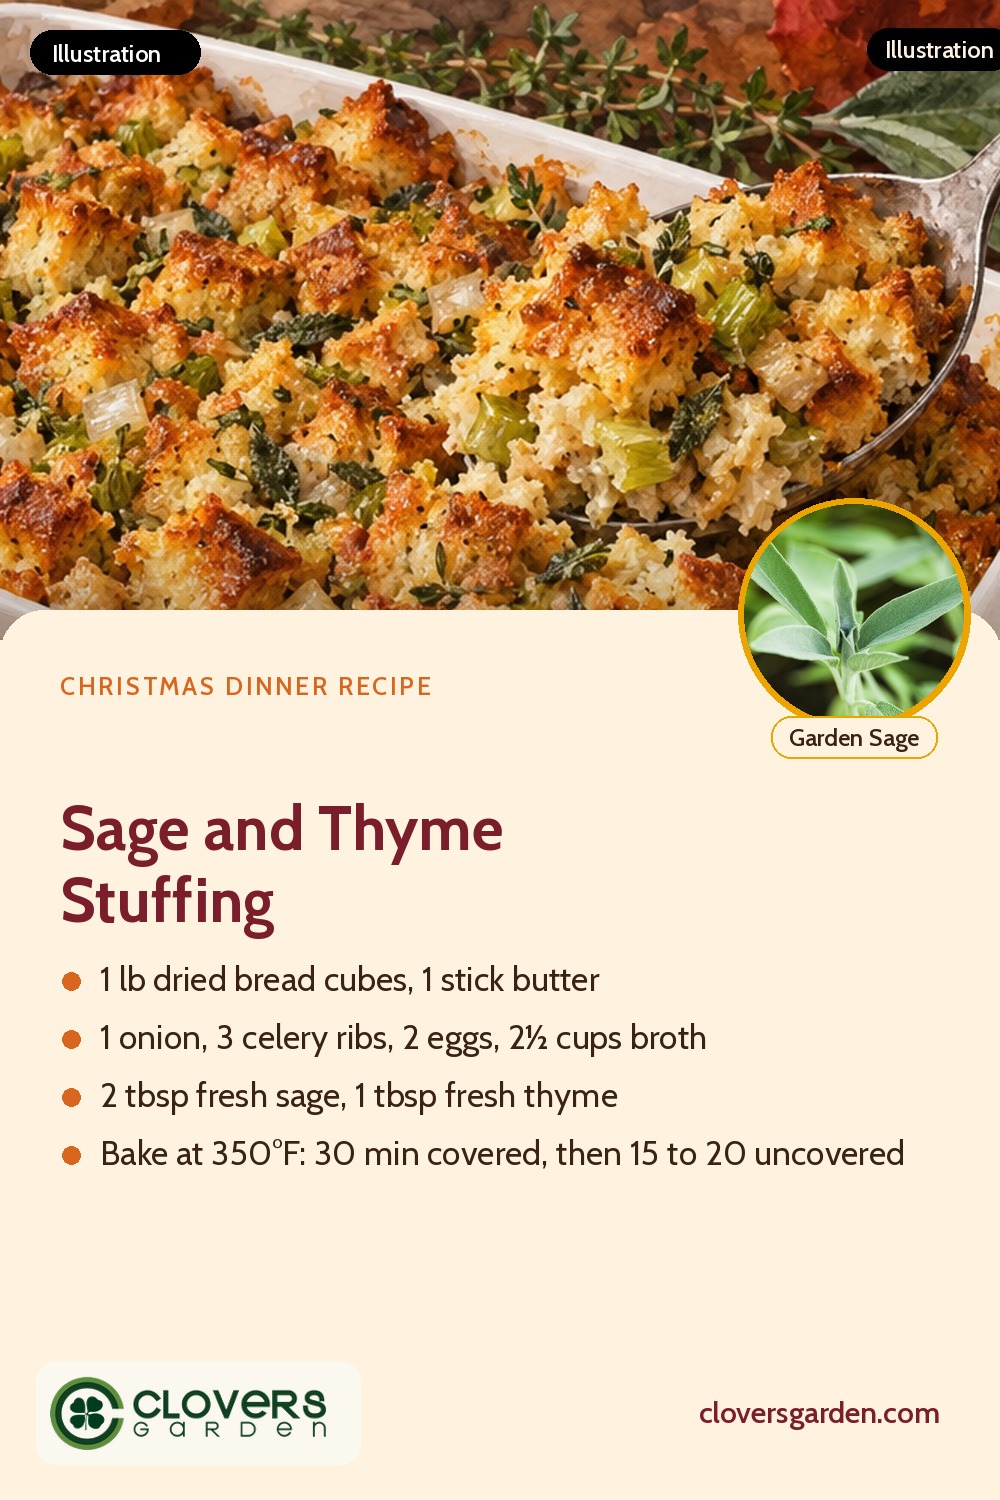 Illustration
Illustration
CHRISTMAS DINNER RECIPE
Garden Sage
Sage and Thyme
Stuffing
1 lb dried bread cubes, 1 stick butter
1 onion, 3 celery ribs, 2 eggs, 2½ cups broth
2 tbsp fresh sage, 1 tbsp fresh thyme
Bake at 350°F: 30 min covered, then 15 to 20 uncovered
CLOVERS
GARDEN
cloversgarden.com